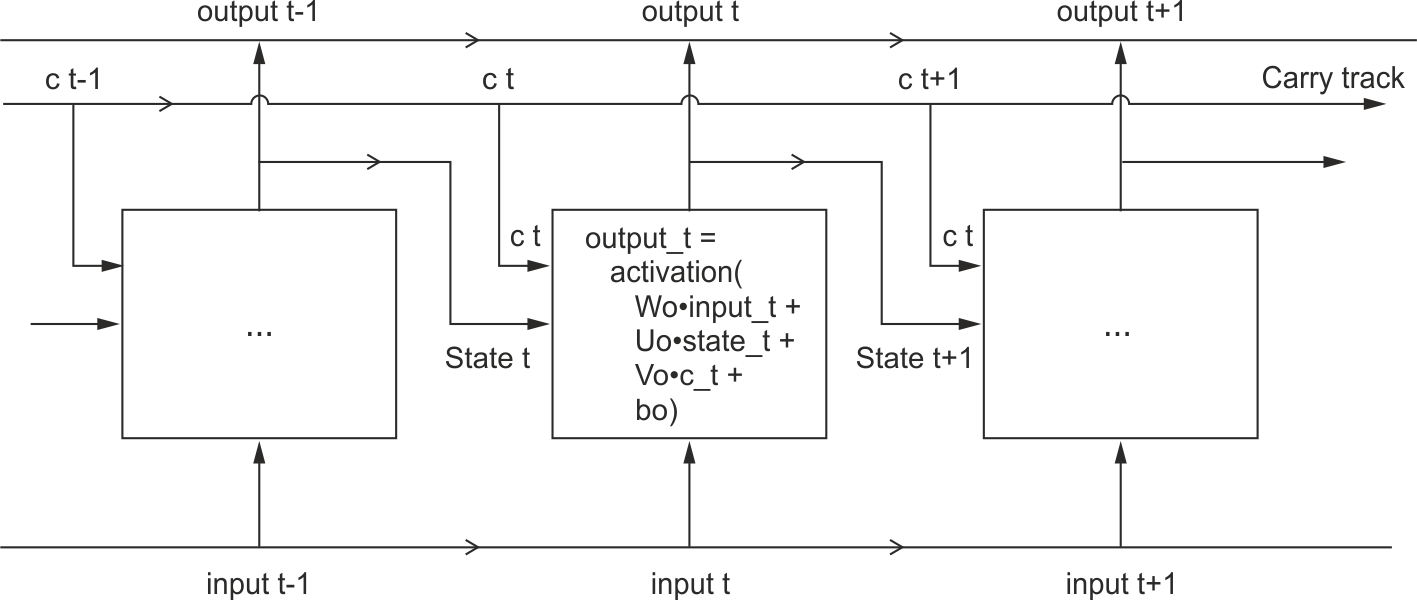 output t-1
output t
output t+1
c t-1
c t
c t+1
Carry track
c t
output_t =
activation(
Wo•input_t +
Uo•state_t +
Vo•c_t +
bo)
c t
...
...
State t
State t+1
input t-1
input t
input t+1